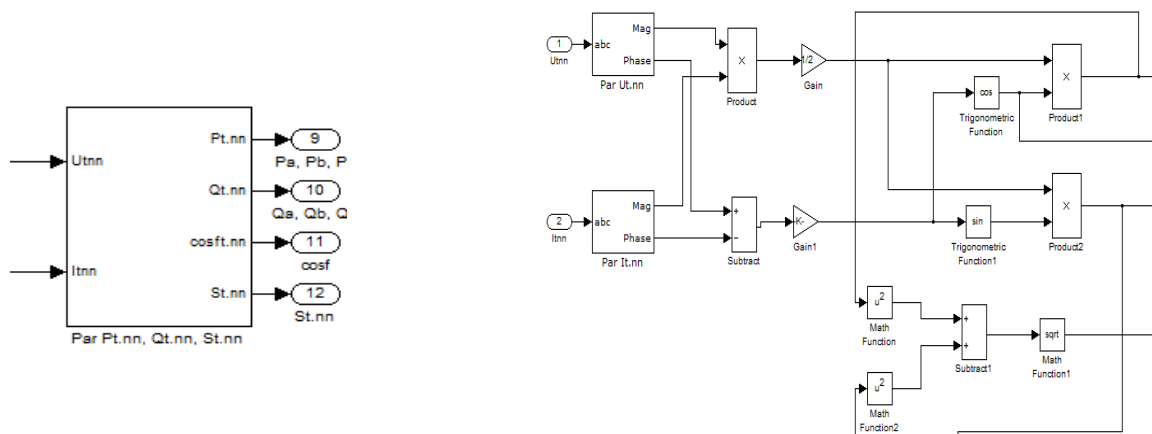 Utnn
Itnn
Pt.nn
Qt.nn
cosft.nn
St.nn
9
Pa, Pb, P
10
Qa, Qb, Q
11
cosf
12
St.nn
Par Pt.nn, Qt.nn, St.nn
1
Utnn
abc
Mag
Phase
Par Ut.nn
X
Product
1/2
Gain
cos
Trigonometric
Function
X
Product1
2
Itnn
abc
Mag
Phase
Par It.nn
+
−
Subtract
-K-
Gain1
sin
Trigonometric
Function1
X
Product2
u²
Math
Function
u²
Math
Function2
+
+
Subtract1
sqrt
Math
Function1